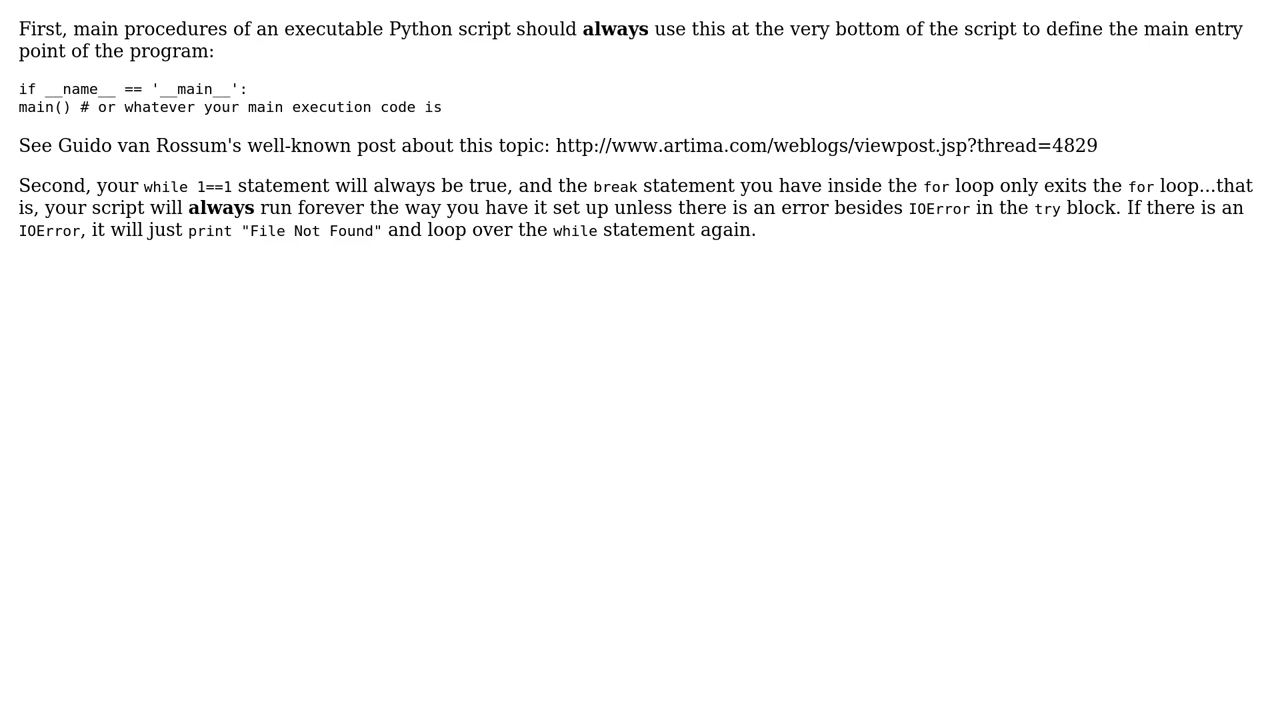 First, main procedures of an executable Python script should always use this at the very bottom of the script to define the main entry
point of the program:
if __name__ == '__main__':
main() # or whatever your main execution code is
See Guido van Rossum's well-known post about this topic: http://www.artima.com/weblogs/viewpost.jsp?thread=4829
Second, your while 1==1 statement will always be true, and the break statement you have inside the for loop only exits the for loop...that
is, your script will always run forever the way you have it set up unless there is an error besides IOError in the try block. If there is an
IOError, it will just print "File Not Found" and loop over the while statement again.